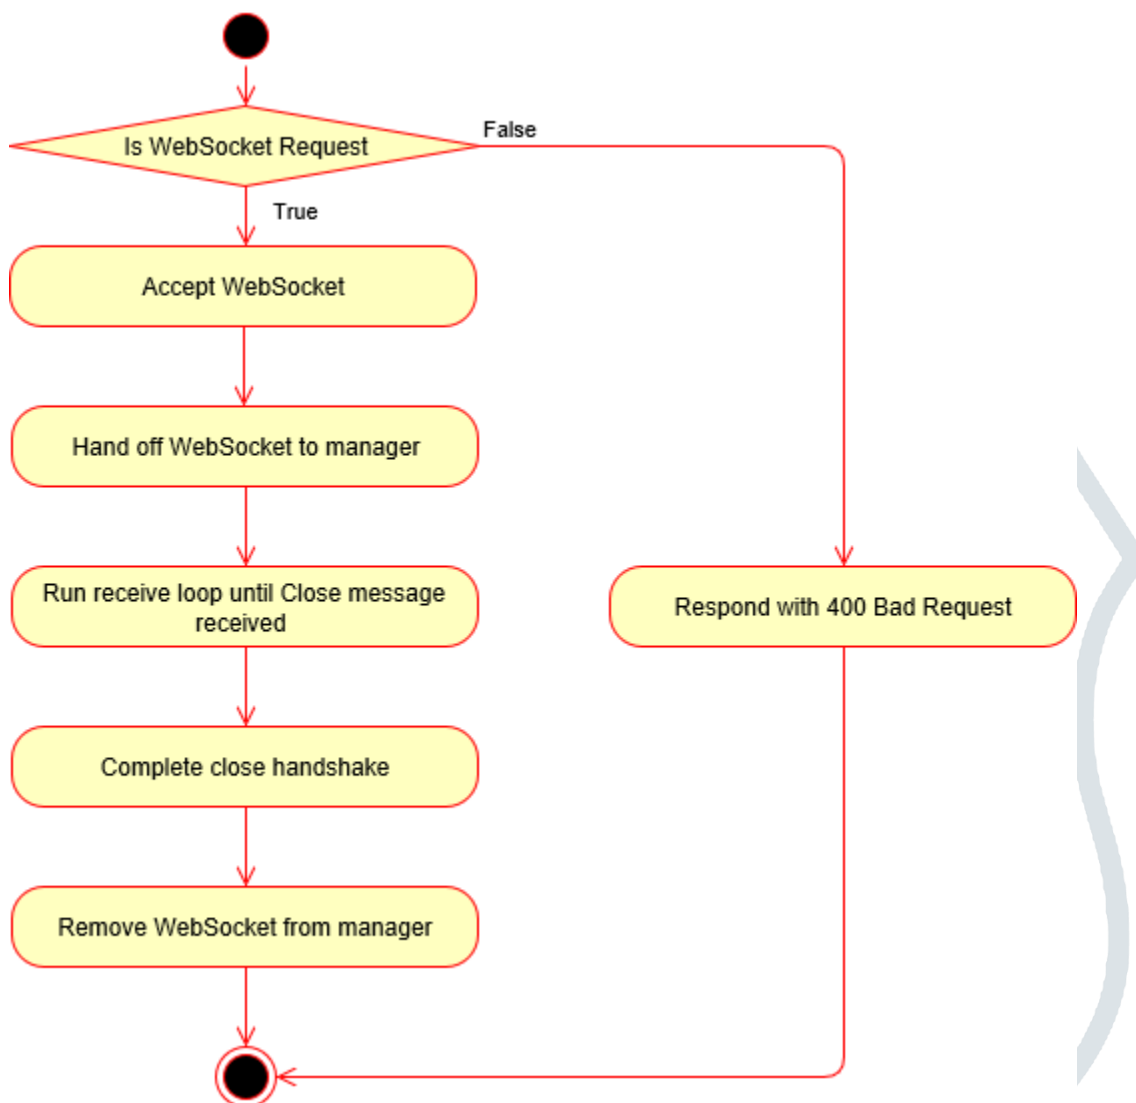 Is WebSocket Request
False
True
Accept WebSocket
Hand off WebSocket to manager
Run receive loop until Close message
received
Respond with 400 Bad Request
Complete close handshake
Remove WebSocket from manager